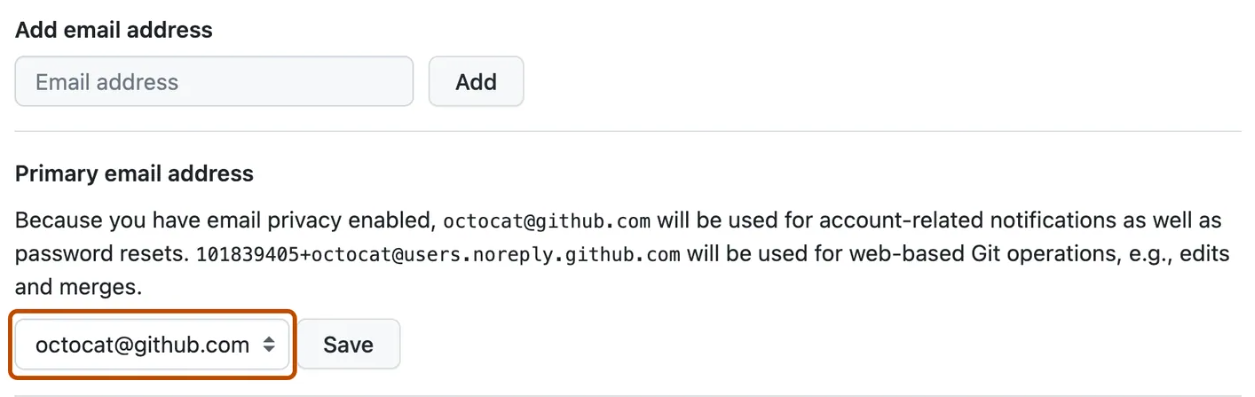 Add email address
Email address
Add
Primary email address
Because you have email privacy enabled, octocat@github.com will be used for account-related notifications as well as
password resets. 101839405+octocat@users.noreply.github.com will be used for web-based Git operations, e.g., edits
and merges.
octocat@github.com
Save